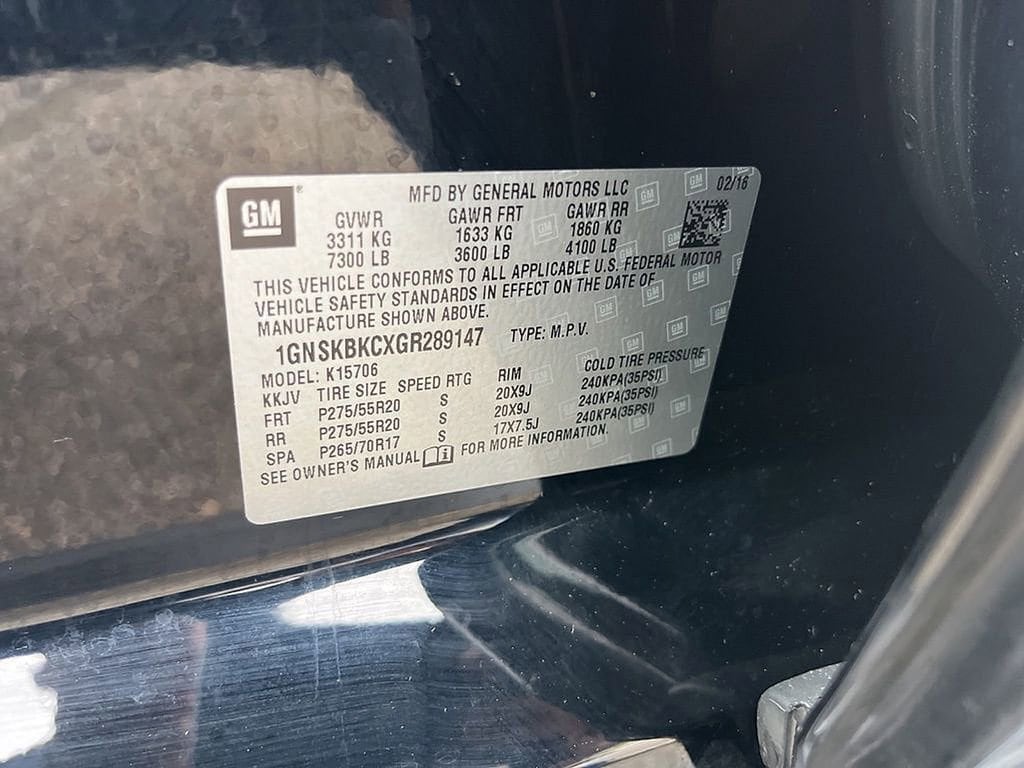 GM
®
MFD BY GENERAL MOTORS LLC
02/16
GVWR GAWR FRT GAWR RR
3311 KG 1633 KG 1860 KG
7300 LB 3600 LB 4100 LB
THIS VEHICLE CONFORMS TO ALL APPLICABLE U.S. FEDERAL MOTOR
VEHICLE SAFETY STANDARDS IN EFFECT ON THE DATE OF
MANUFACTURE SHOWN ABOVE.
1GNSKBKCXGR289147 TYPE: M.P.V.
MODEL: K15706
KKJV TIRE SIZE SPEED RTG RIM COLD TIRE PRESSURE
FRT P275/55R20 S 20X9J 240KPA(35PSI)
RR P275/55R20 S 20X9J 240KPA(35PSI)
SPA P265/70R17 S 17X7.5J 240KPA(35PSI)
SEE OWNER'S MANUAL FOR MORE INFORMATION.